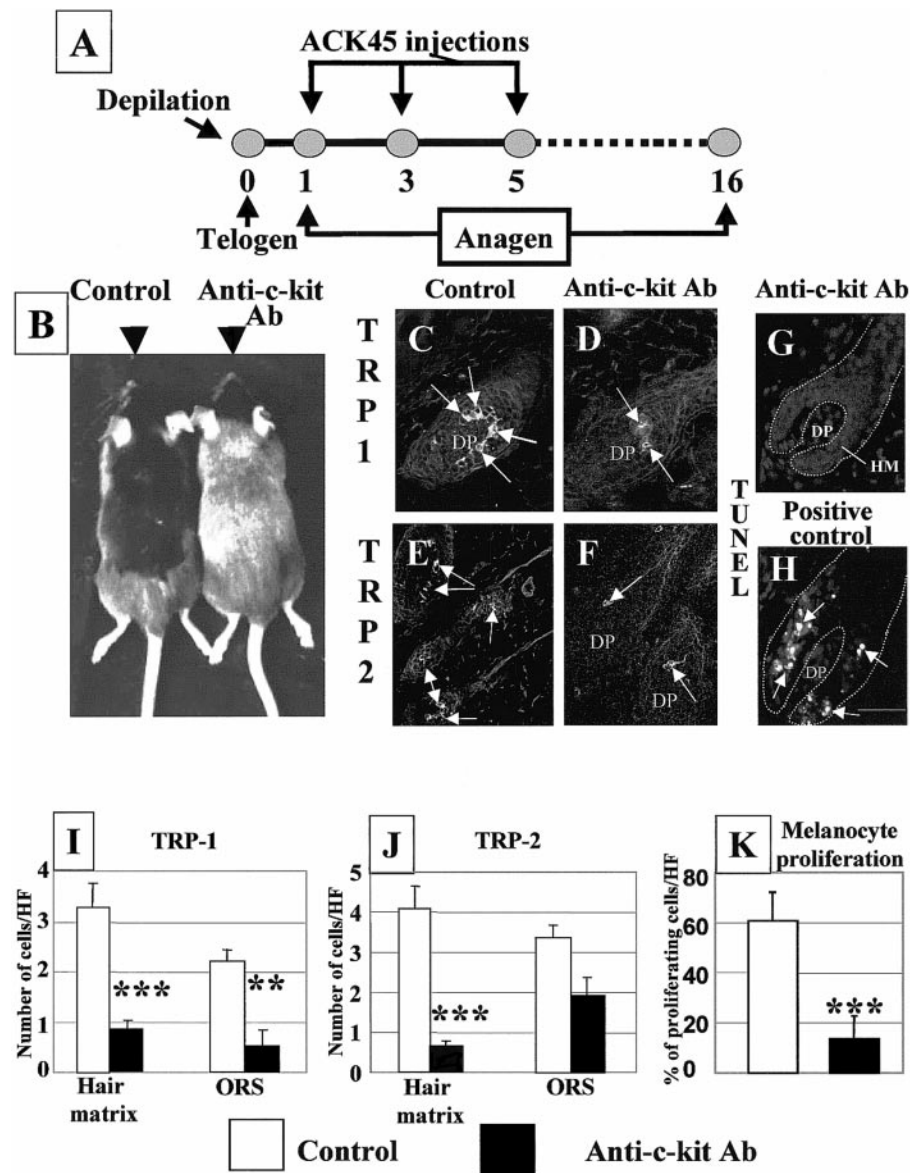 A
ACK45 injections
Depilation
0 1 3 5 16
Telogen
Anagen
B
Control
Anti-c-kit
Ab
Control
Anti-c-kit Ab
Anti-c-kit Ab
TRP1
C
DP
D
DP
TUNEL
G
DP
HM
TRP2
E
F
DP
DP
Positive
control
H
DP
I
TRP-1
Number of cells/HF
4
3
2
1
0
***
**
Hair
matrix
ORS
J
TRP-2
Number of cells/HF
5
4
3
2
1
0
***
Hair
matrix
ORS
K
Melanocyte
proliferation
% of proliferating cells/HF
80
60
40
20
0
***
Control
Anti-c-kit Ab